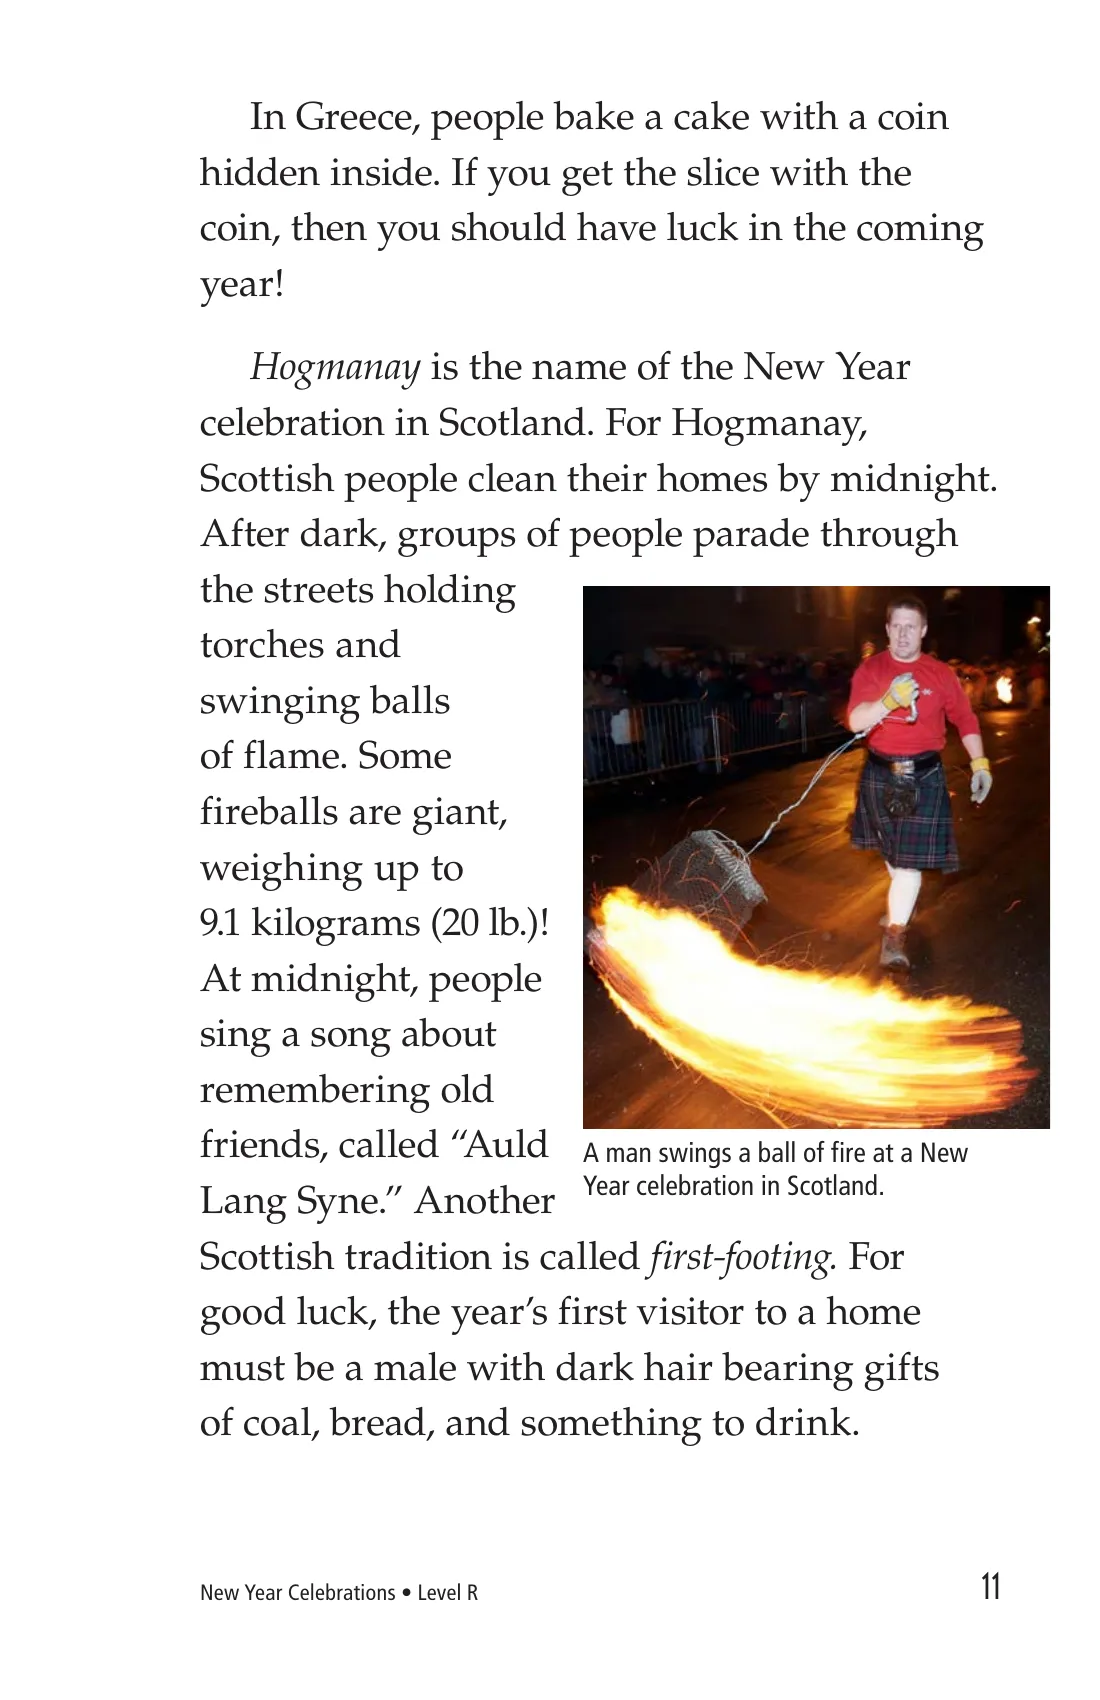 In Greece, people bake a cake with a coin
hidden inside. If you get the slice with the
coin, then you should have luck in the coming
year!
Hogmanay is the name of the New Year
celebration in Scotland. For Hogmanay,
Scottish people clean their homes by midnight.
After dark, groups of people parade through
the streets holding
torches and
swinging balls
of flame. Some
fireballs are giant,
weighing up to
9.1 kilograms (20 lb.)!
At midnight, people
sing a song about
remembering old
friends, called “Auld
Lang Syne.” Another
Scottish tradition is called first-footing. For
good luck, the year’s first visitor to a home
must be a male with dark hair bearing gifts
of coal, bread, and something to drink.
A man swings a ball of fire at a New
Year celebration in Scotland.
New Year Celebrations • Level R
11